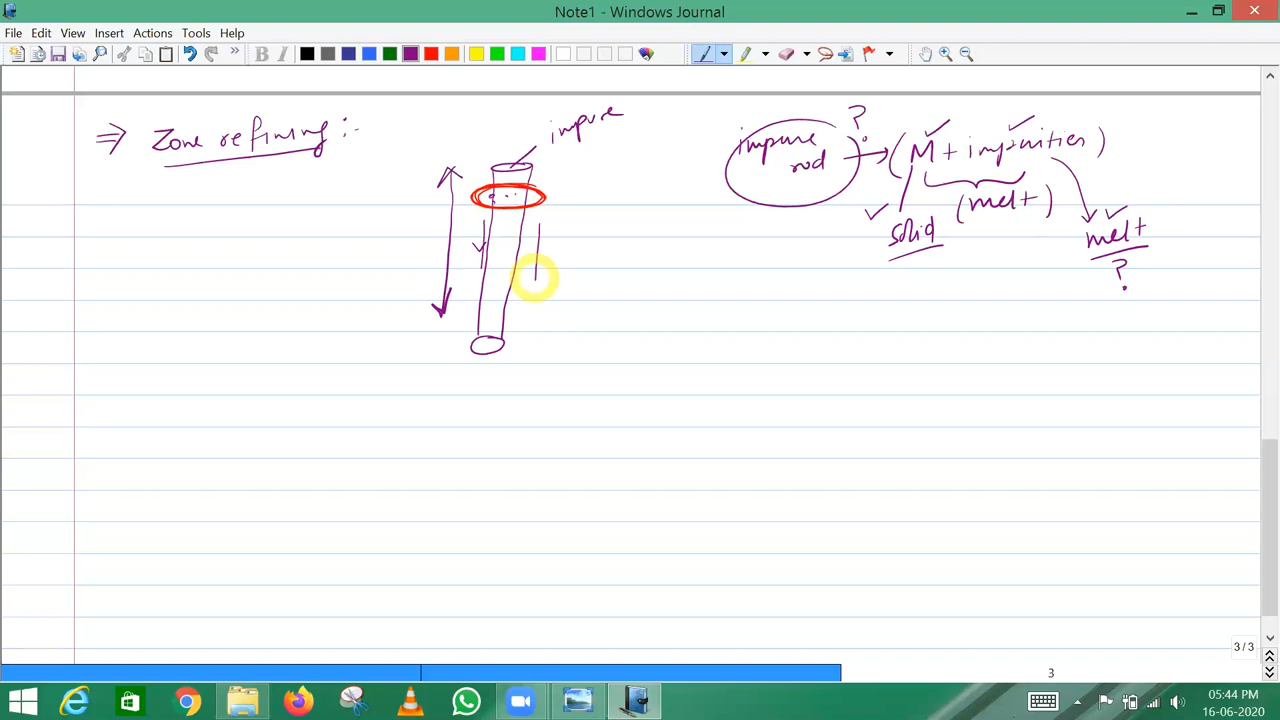 Note1 - Windows Journal
File Edit View Insert Actions Tools Help
⇒ Zone refining :-
impure
impure rod → (M + impurities)
?
(melt)
solid
melt
?
3/3
3
05:44 PM
16-06-2020